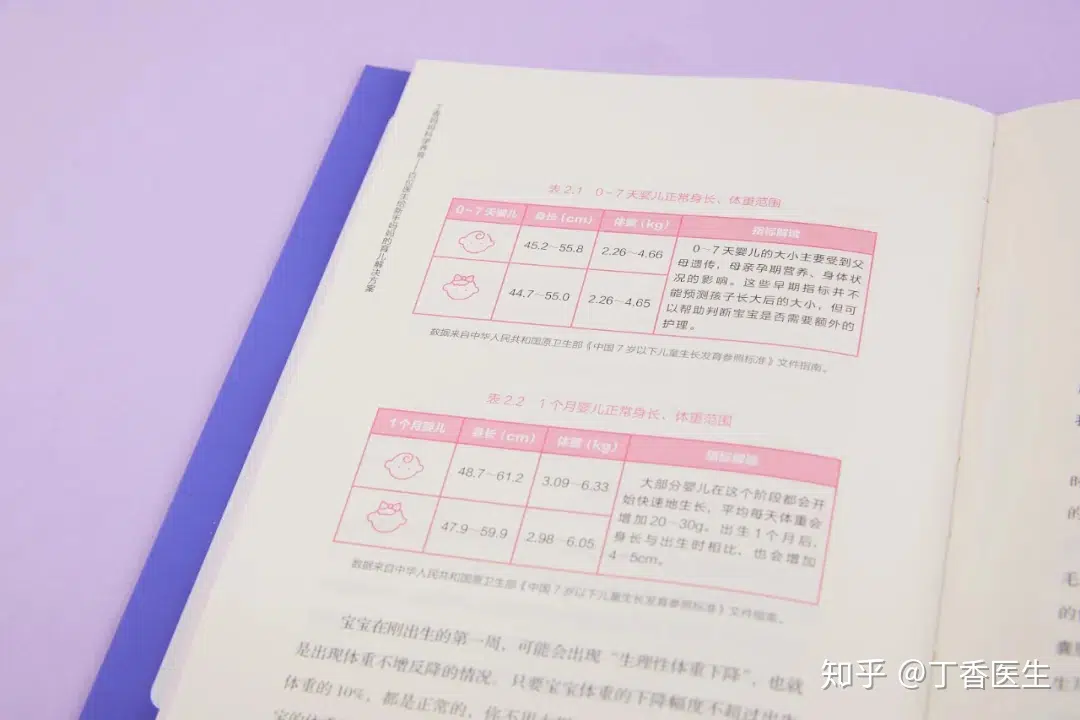 丁香妈妈科学养育——百位医生给新手妈妈的育儿解决方案
表 2.1 0~7 天婴儿正常身长、体重范围
0~7 天婴儿 身长 (cm) 体重 (kg) 指标解读
45.2~55.8 2.26~4.66
44.7~55.0 2.26~4.65
0~7 天婴儿的大小主要受到父
母遗传,母亲孕期营养、身体状
况的影响。这些早期指标并不
能预测孩子长大后的大小,但可
以帮助判断宝宝是否需要额外的
护理。
数据来自中华人民共和国原卫生部《中国 7 岁以下儿童生长发育参照标准》文件指南。
表 2.2 1 个月婴儿正常身长、体重范围
1 个月婴儿 身长 (cm) 体重 (kg) 指标解读
48.7~61.2 3.09~6.33
47.9~59.9 2.98~6.05
大部分婴儿在这个阶段都会开
始快速地生长,平均每天体重会
增加 20~30g。出生 1 个月后,
身长与出生时相比,也会增加
4~5cm。
数据来自中华人民共和国原卫生部《中国 7 岁以下儿童生长发育参照标准》文件指南。
宝宝在刚出生的第一周,可能会出现“生理性体重下降”,也就
是出现体重不增反降的情况。只要宝宝体重的下降幅度不超过出生
体重的 10%,都是正常的,你不用
宝的体重
毛
的
囊
知乎 @丁香医生